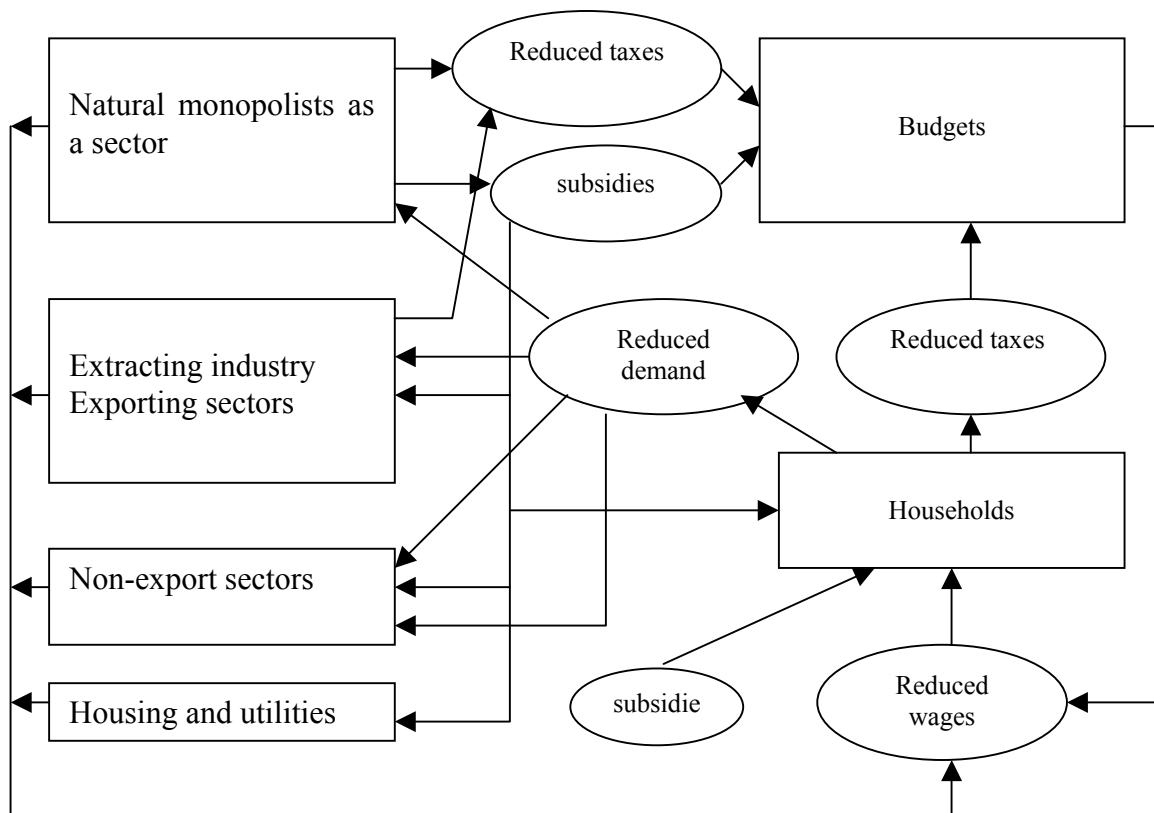 Reduced taxes
Natural monopolists as
a sector
Budgets
subsidies
Extracting industry
Exporting sectors
Reduced
demand
Reduced taxes
Households
Non-export sectors
subsidie
Reduced
wages
Housing and utilities